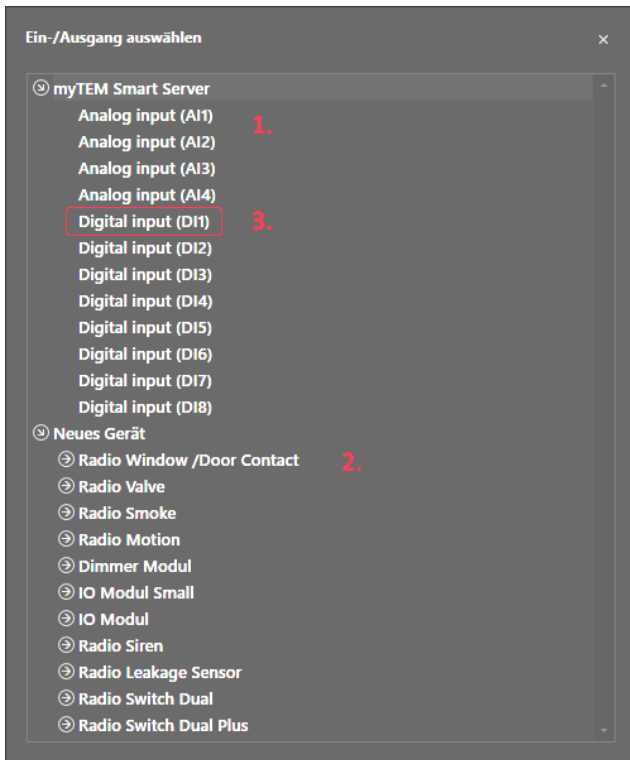 Ein-/Ausgang auswählen ×
myTEM Smart Server
Analog input (AI1) 1.
Analog input (AI2)
Analog input (AI3)
Analog input (AI4)
Digital input (DI1) 3.
Digital input (DI2)
Digital input (DI3)
Digital input (DI4)
Digital input (DI5)
Digital input (DI6)
Digital input (DI7)
Digital input (DI8)
Neues Gerät
Radio Window /Door Contact 2.
Radio Valve
Radio Smoke
Radio Motion
Dimmer Modul
IO Modul Small
IO Modul
Radio Siren
Radio Leakage Sensor
Radio Switch Dual
Radio Switch Dual Plus